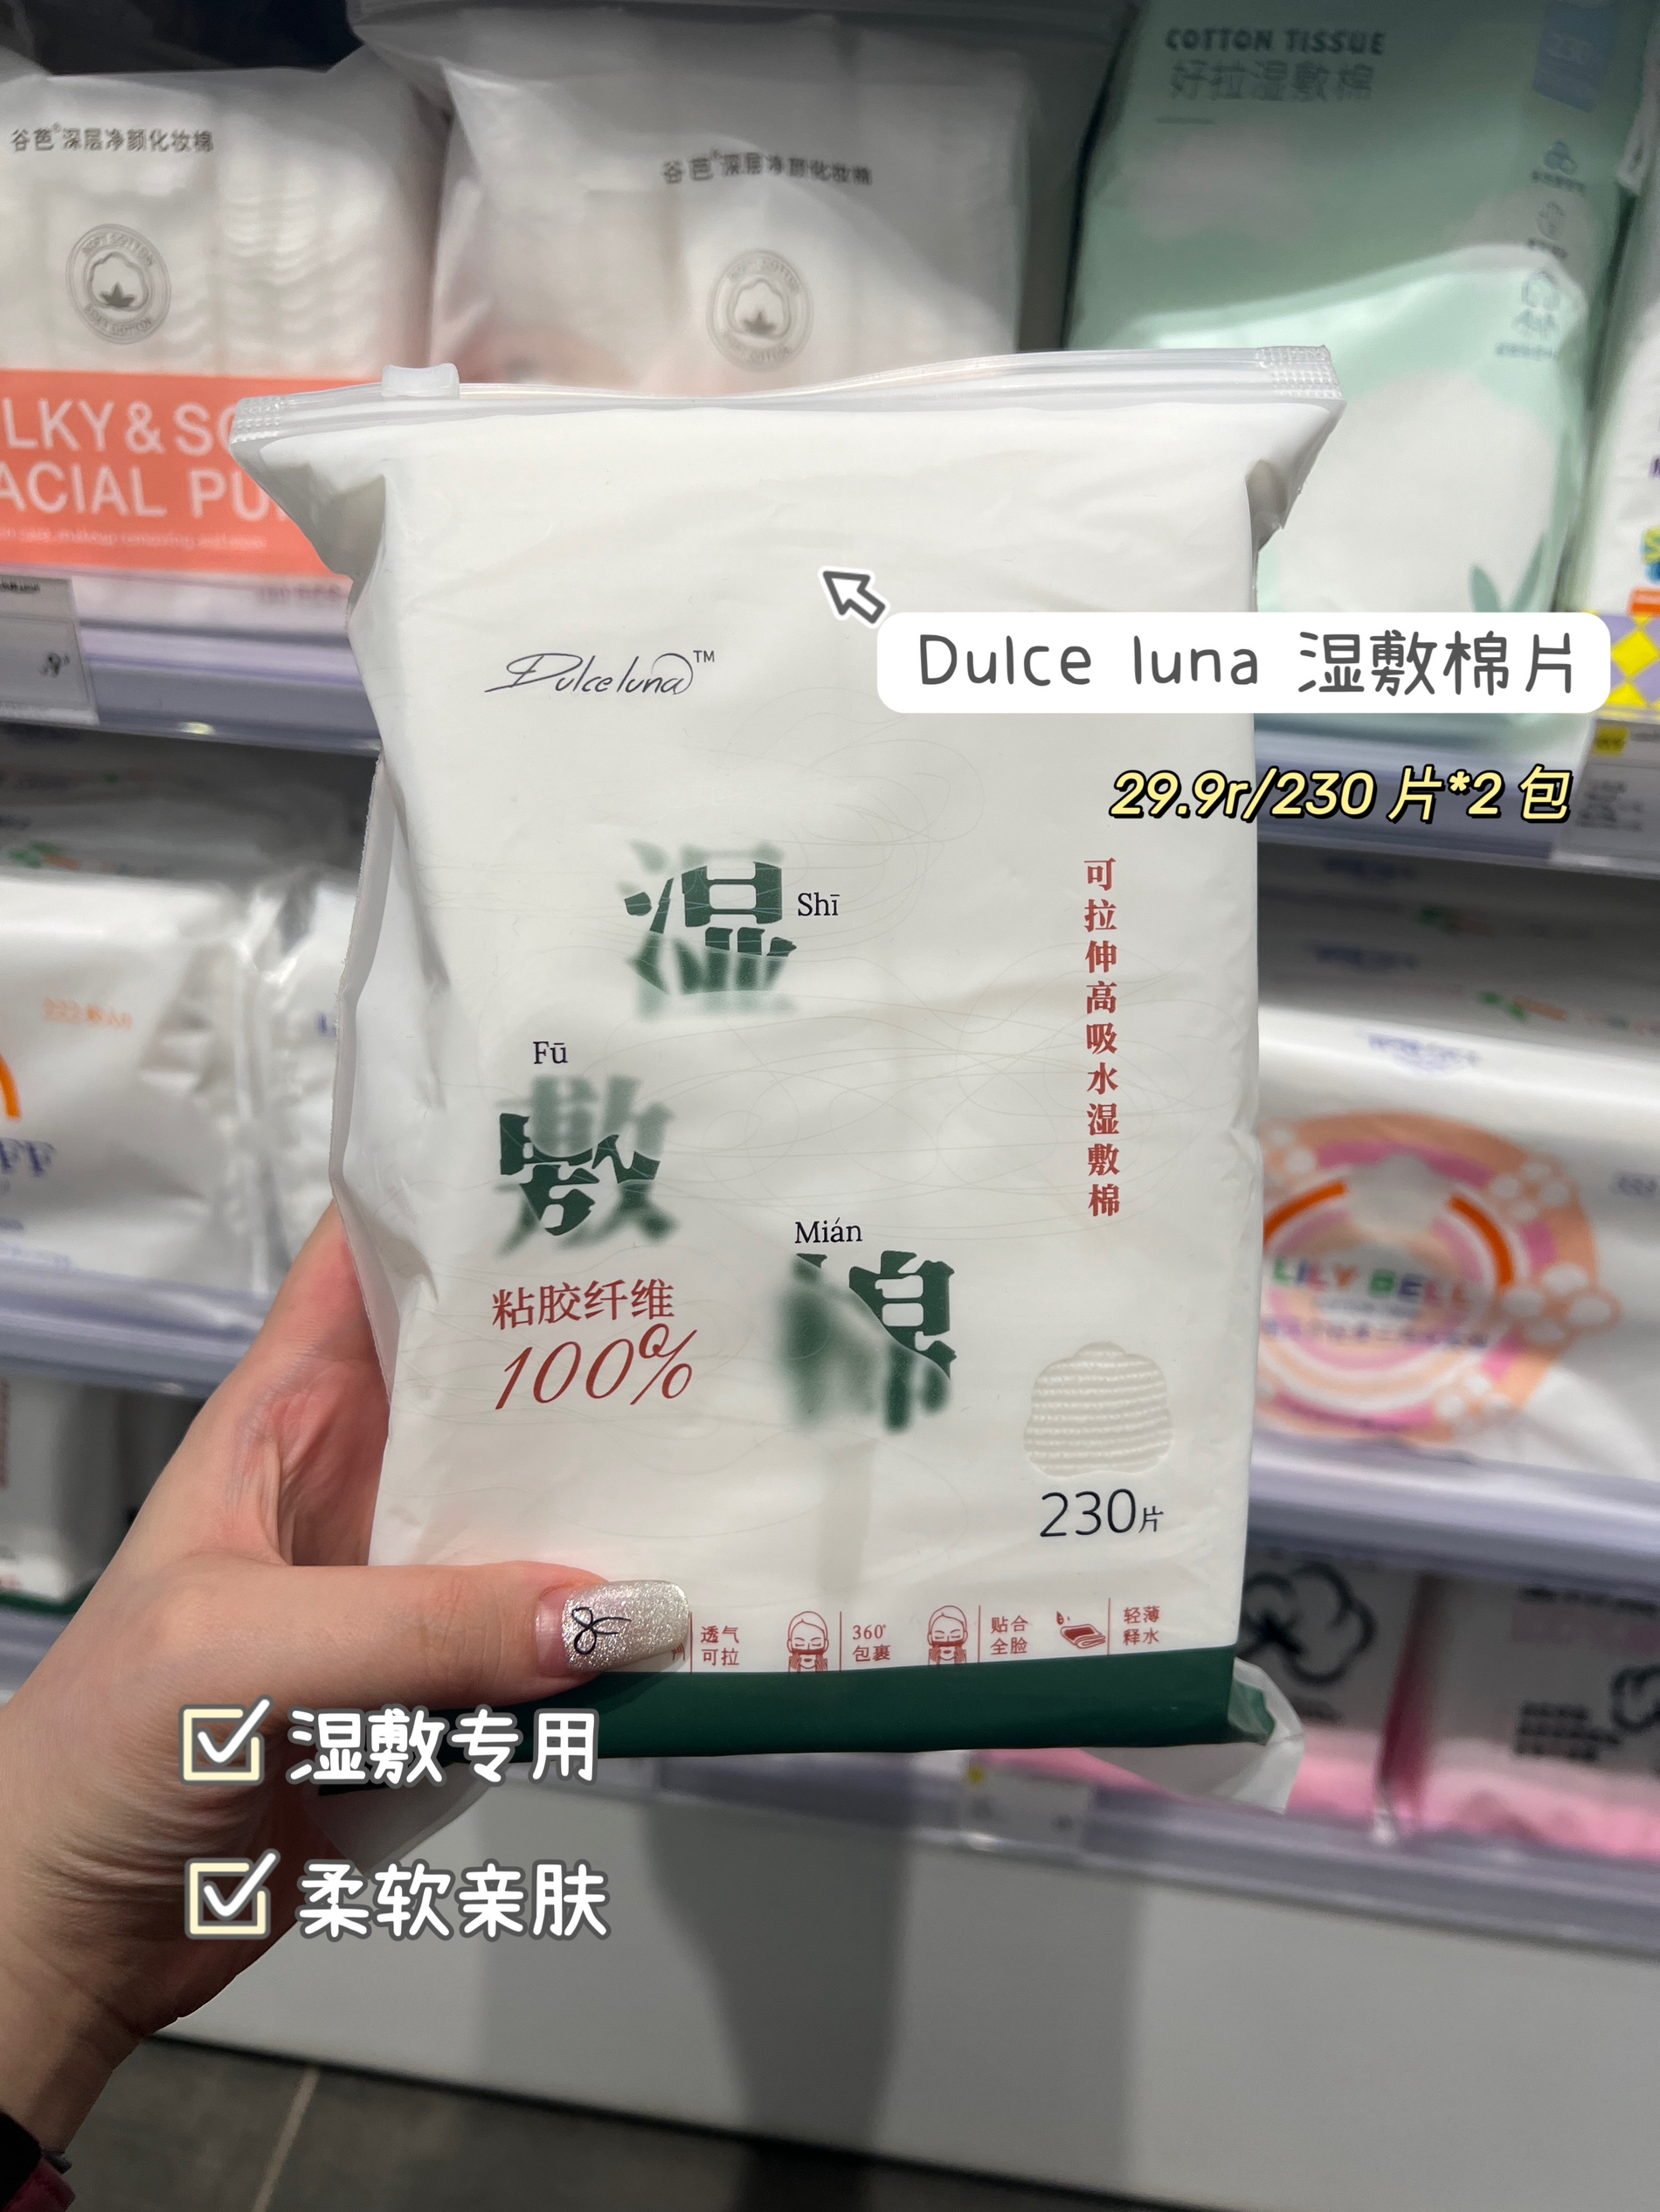 COTTON TISSUE
好拉湿敷棉
谷芭®深层净颜化妆棉
谷芭®深层净颜化妆棉
LKY&SO
ACIAL PU
Dulce luna™
Dulce luna 湿敷棉片
29.9r/230 片*2 包
湿
Shī
Fū
敷
Mián
棉
可拉伸高吸水湿敷棉
粘胶纤维
100%
230片
透气
可拉
360°
包裹
贴合
全脸
轻薄
释水
LILY BELL
湿敷专用
柔软亲肤